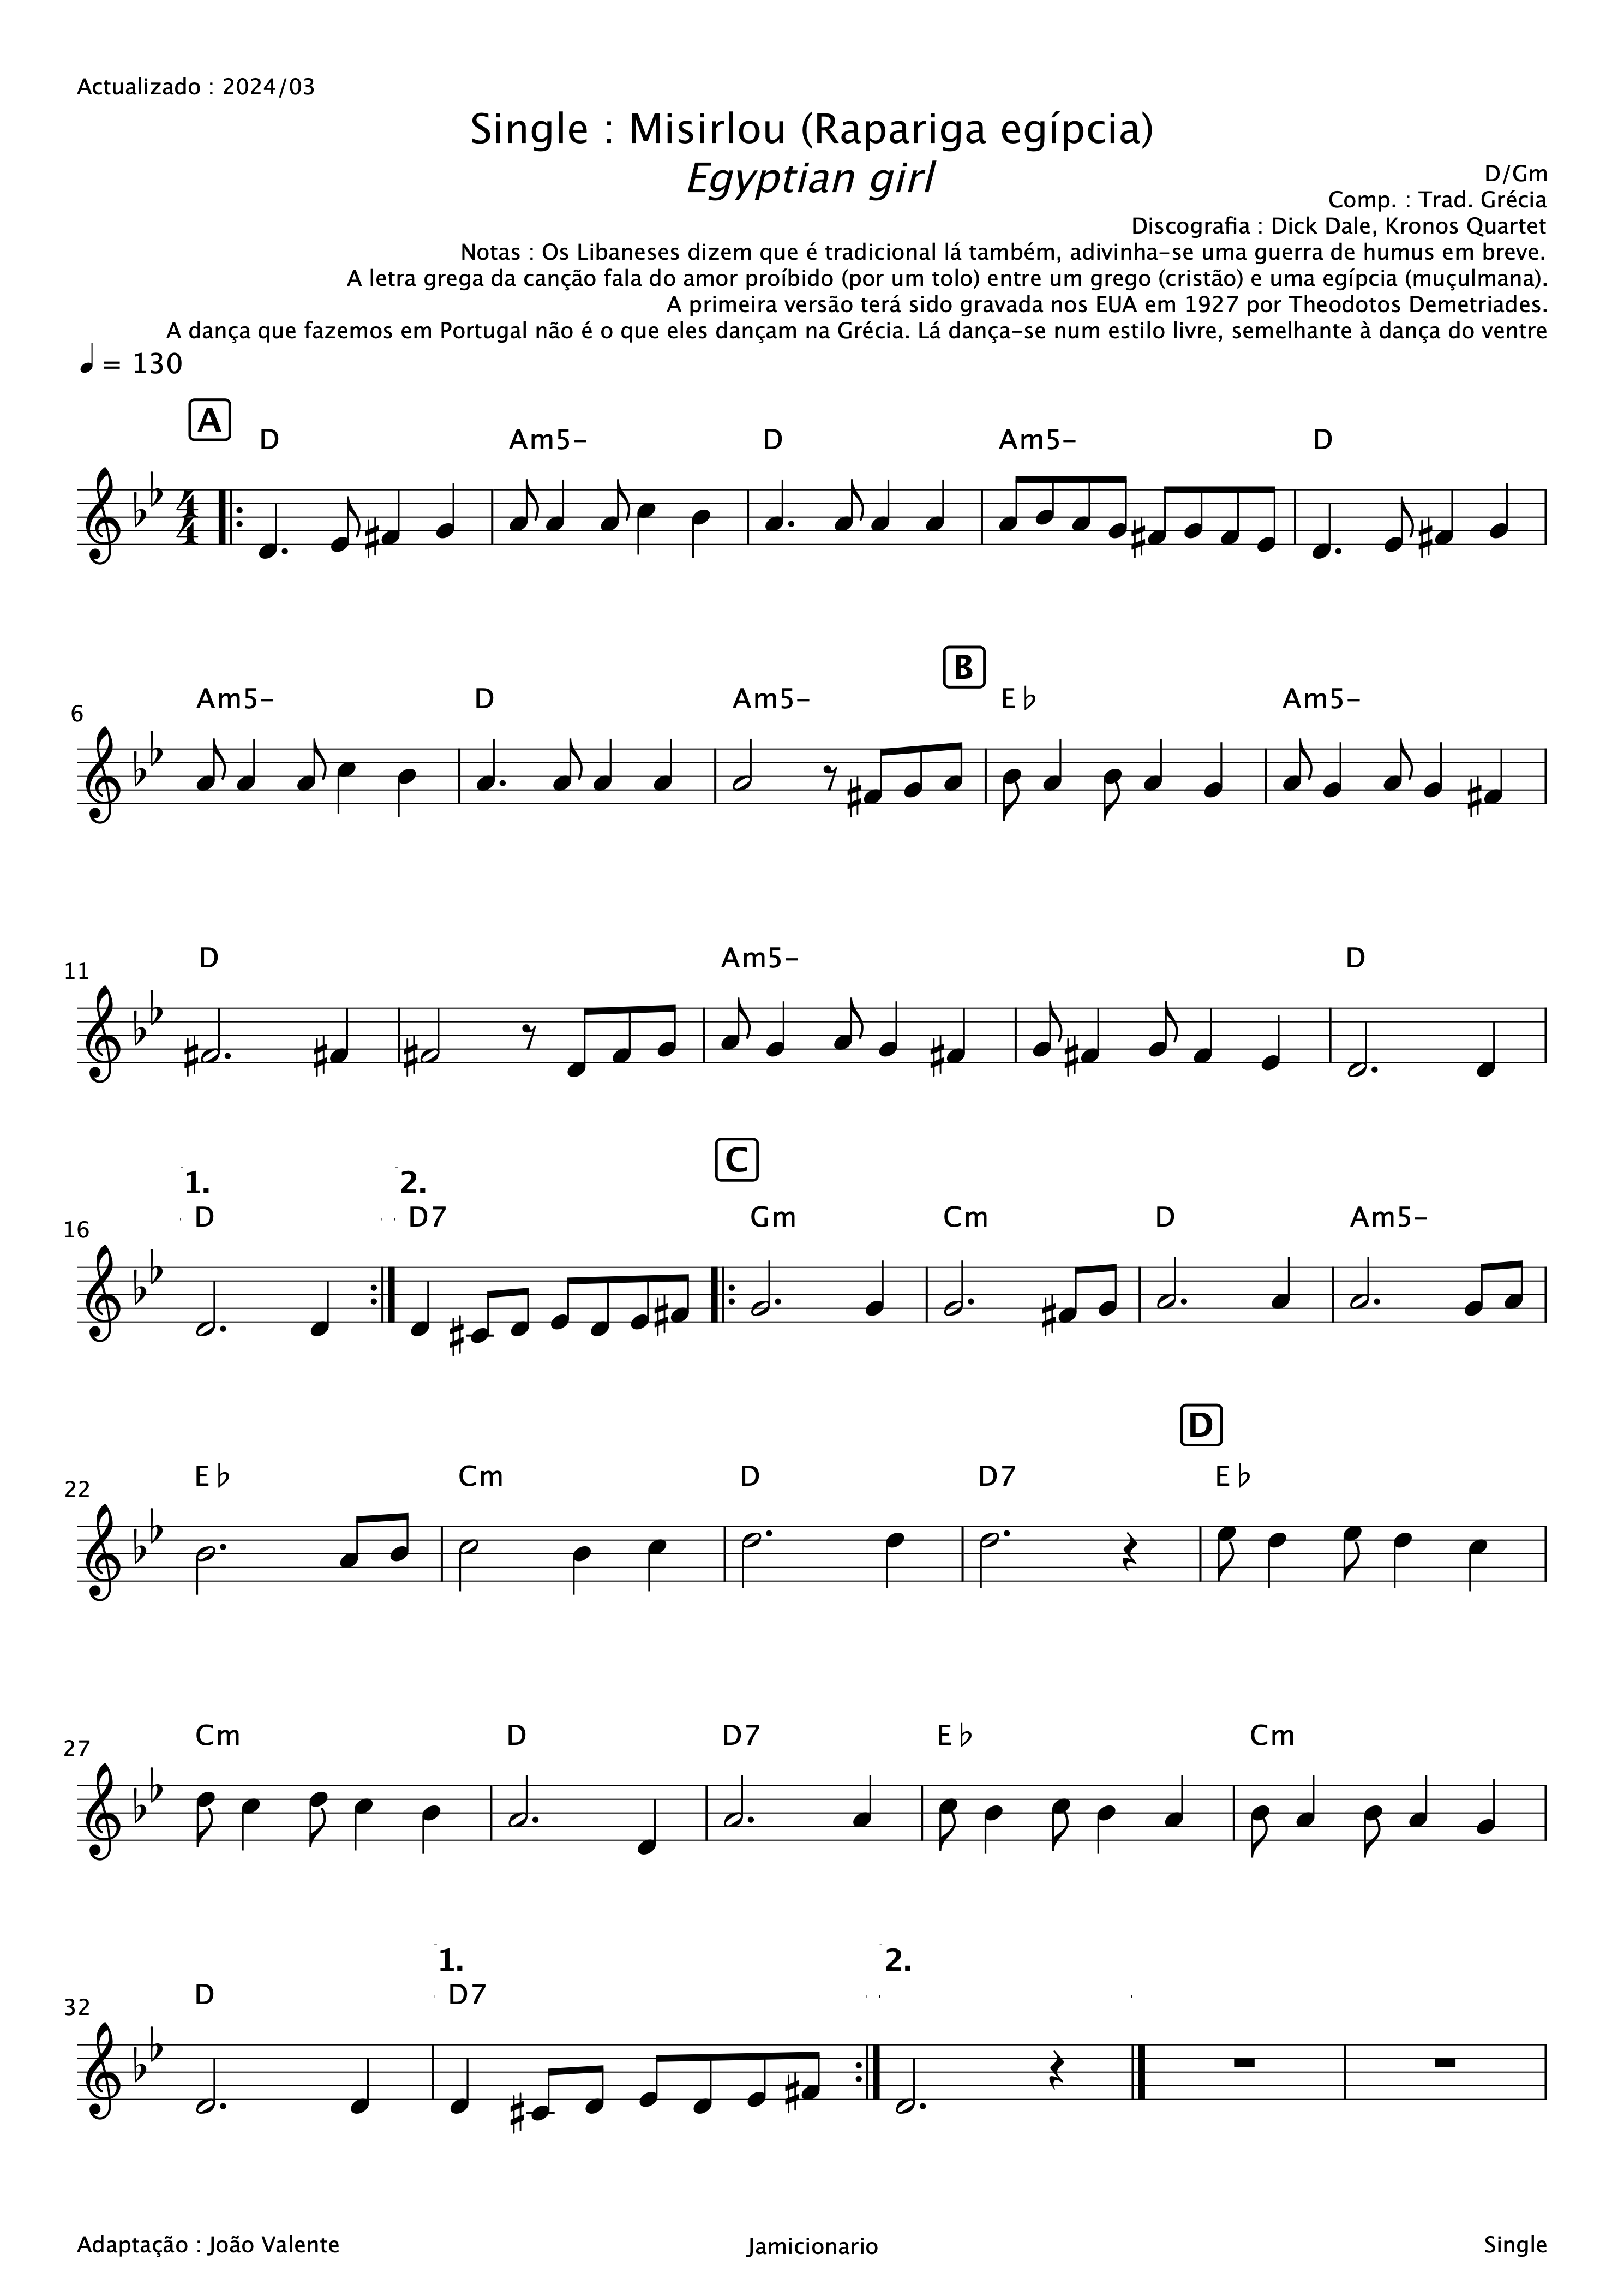 Actualizado : 2024/03
Single : Misirlou (Rapariga egípcia)
Egyptian girl
D/Gm
Comp. : Trad. Grécia
Discografia : Dick Dale, Kronos Quartet
Notas : Os Libaneses dizem que é tradicional lá também, adivinha-se uma guerra de humus em breve.
A letra grega da canção fala do amor proíbido (por um tolo) entre um grego (cristão) e uma egípcia (muçulmana).
A primeira versão terá sido gravada nos EUA em 1927 por Theodotos Demetriades.
A dança que fazemos em Portugal não é o que eles dançam na Grécia. Lá dança-se num estilo livre, semelhante à dança do ventre
♩ = 130
A
D Am5- D Am5- D
4/4
B
6 Am5- D Am5- E♭ Am5-
11 D Am5- D
C
1. 2.
16 D D7 Gm Cm D Am5-
D
22 E♭ Cm D D7 E♭
27 Cm D D7 E♭ Cm
1. 2.
32 D D7
Adaptação : João Valente Jamicionario Single